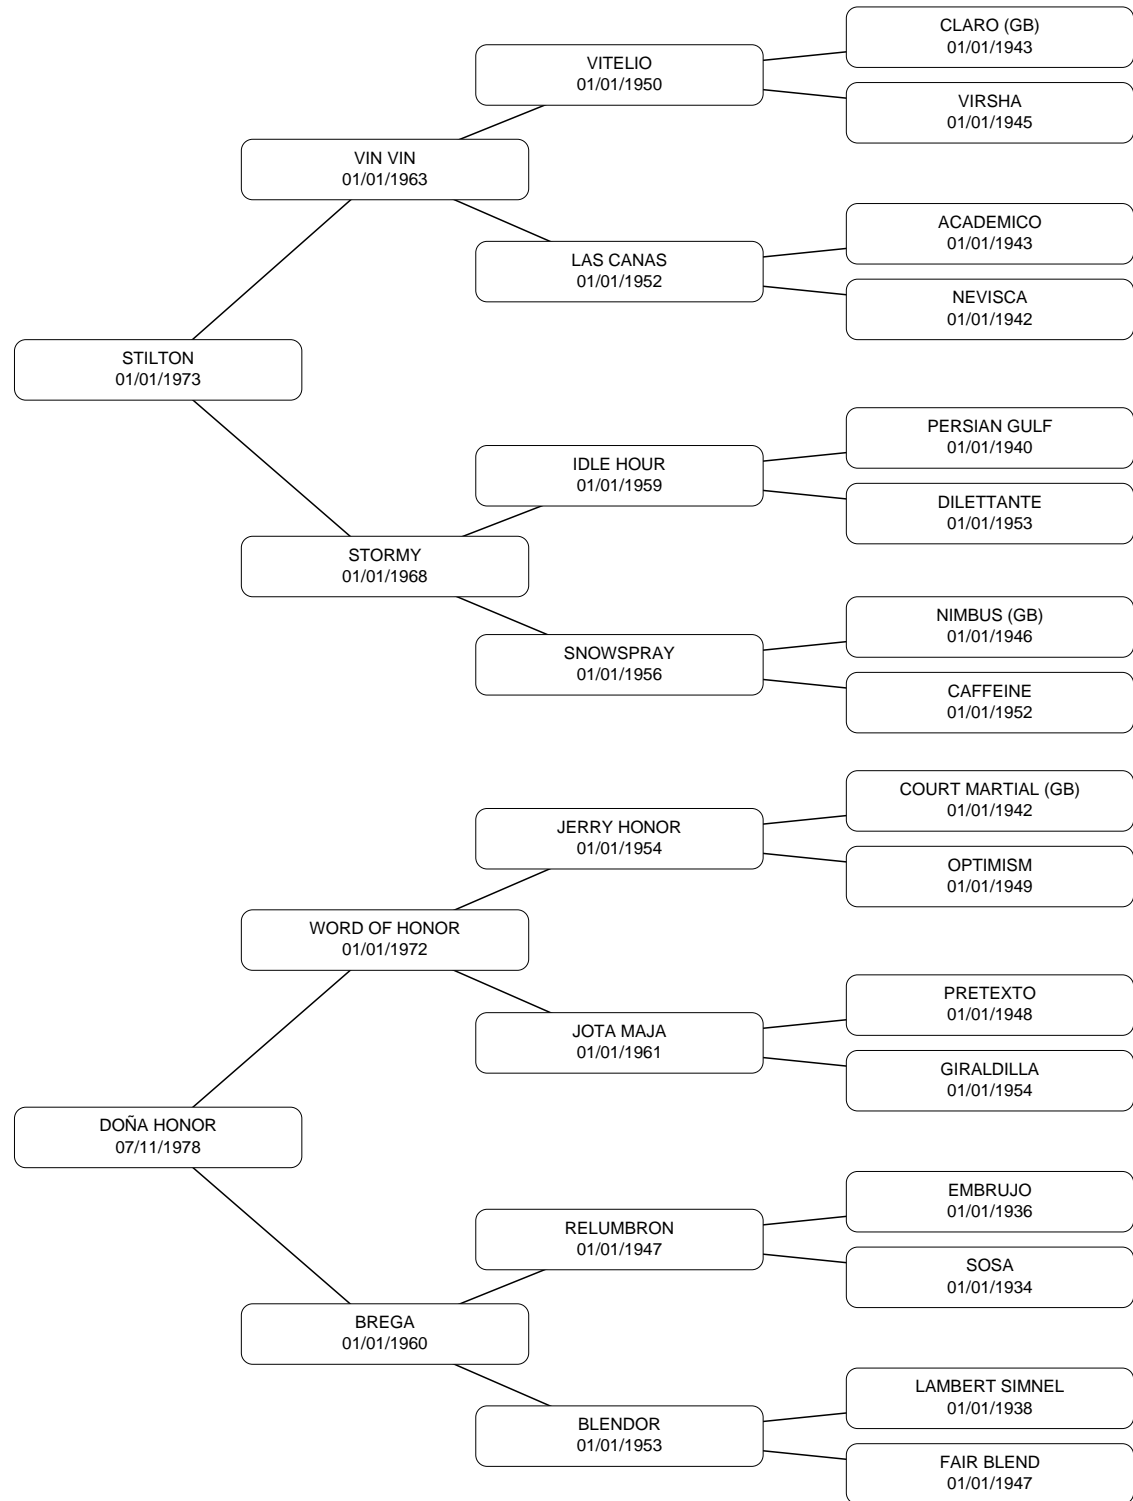 CLARO (GB)
01/01/1943
VITELIO
01/01/1950
VIRSHA
01/01/1945
VIN VIN
01/01/1963
ACADEMICO
01/01/1943
LAS CANAS
01/01/1952
NEVISCA
01/01/1942
STILTON
01/01/1973
PERSIAN GULF
01/01/1940
IDLE HOUR
01/01/1959
DILETTANTE
01/01/1953
STORMY
01/01/1968
NIMBUS (GB)
01/01/1946
SNOWSPRAY
01/01/1956
CAFFEINE
01/01/1952
COURT MARTIAL (GB)
01/01/1942
JERRY HONOR
01/01/1954
OPTIMISM
01/01/1949
WORD OF HONOR
01/01/1972
PRETEXTO
01/01/1948
JOTA MAJA
01/01/1961
GIRALDILLA
01/01/1954
DOÑA HONOR
07/11/1978
EMBRUJO
01/01/1936
RELUMBRON
01/01/1947
SOSA
01/01/1934
BREGA
01/01/1960
LAMBERT SIMNEL
01/01/1938
BLENDOR
01/01/1953
FAIR BLEND
01/01/1947